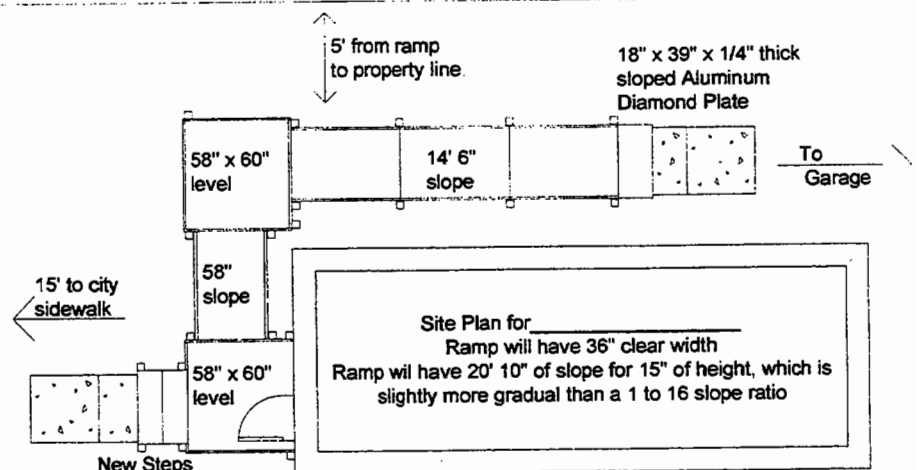 5' from ramp
to property line.
18" x 39" x 1/4" thick
sloped Aluminum
Diamond Plate
58" x 60"
level
14' 6"
slope
To
Garage
58"
slope
15' to city
sidewalk
58" x 60"
level
New Steps
Site Plan for
Ramp will have 36" clear width
Ramp wil have 20' 10" of slope for 15" of height, which is
slightly more gradual than a 1 to 16 slope ratio